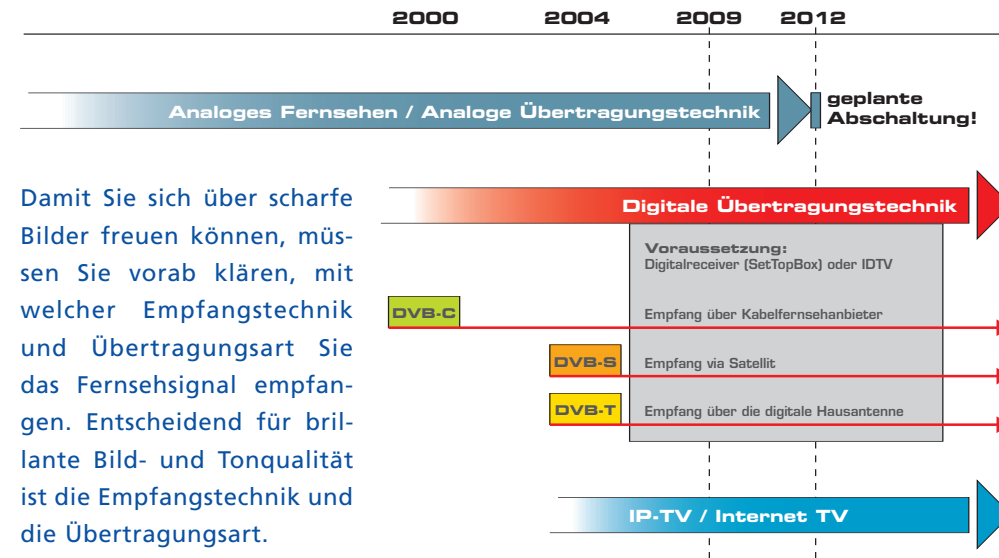 2000 2004 2009 2012
Analoges Fernsehen / Analoge Übertragungstechnik
geplante
Abschaltung!
Damit Sie sich über scharfe
Bilder freuen können, müs-
sen Sie vorab klären, mit
welcher Empfangstechnik
und Übertragungsart Sie
das Fernsehsignal empfan-
gen. Entscheidend für bril-
lante Bild- und Tonqualität
ist die Empfangstechnik und
die Übertragungsart.
Digitale Übertragungstechnik
Voraussetzung:
Digitalreceiver (SetTopBox) oder IDTV
DVB-C Empfang über Kabelfernsehanbieter
DVB-S Empfang via Satellit
DVB-T Empfang über die digitale Hausantenne
IP-TV / Internet TV